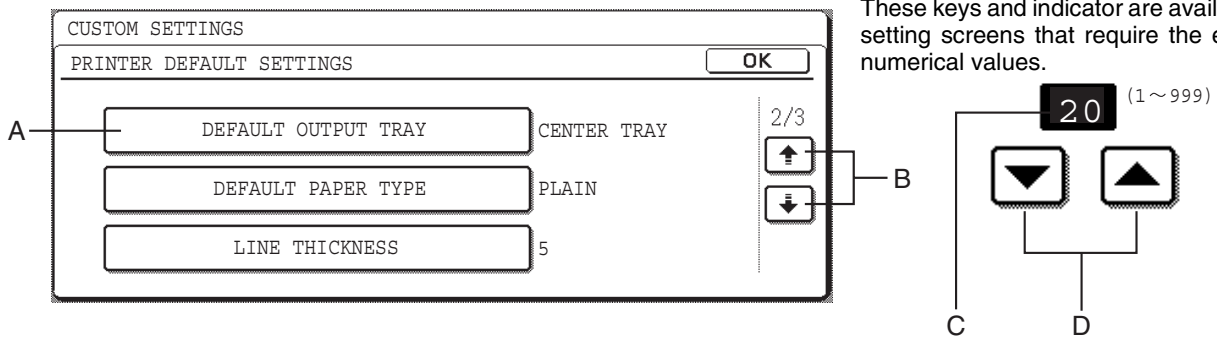 CUSTOM SETTINGS
PRINTER DEFAULT SETTINGS
OK
A
DEFAULT OUTPUT TRAY
CENTER TRAY
2/3
DEFAULT PAPER TYPE
PLAIN
B
LINE THICKNESS
5
These keys and indicator are
setting screens that require the
numerical values.
20
(1~999)
C
D